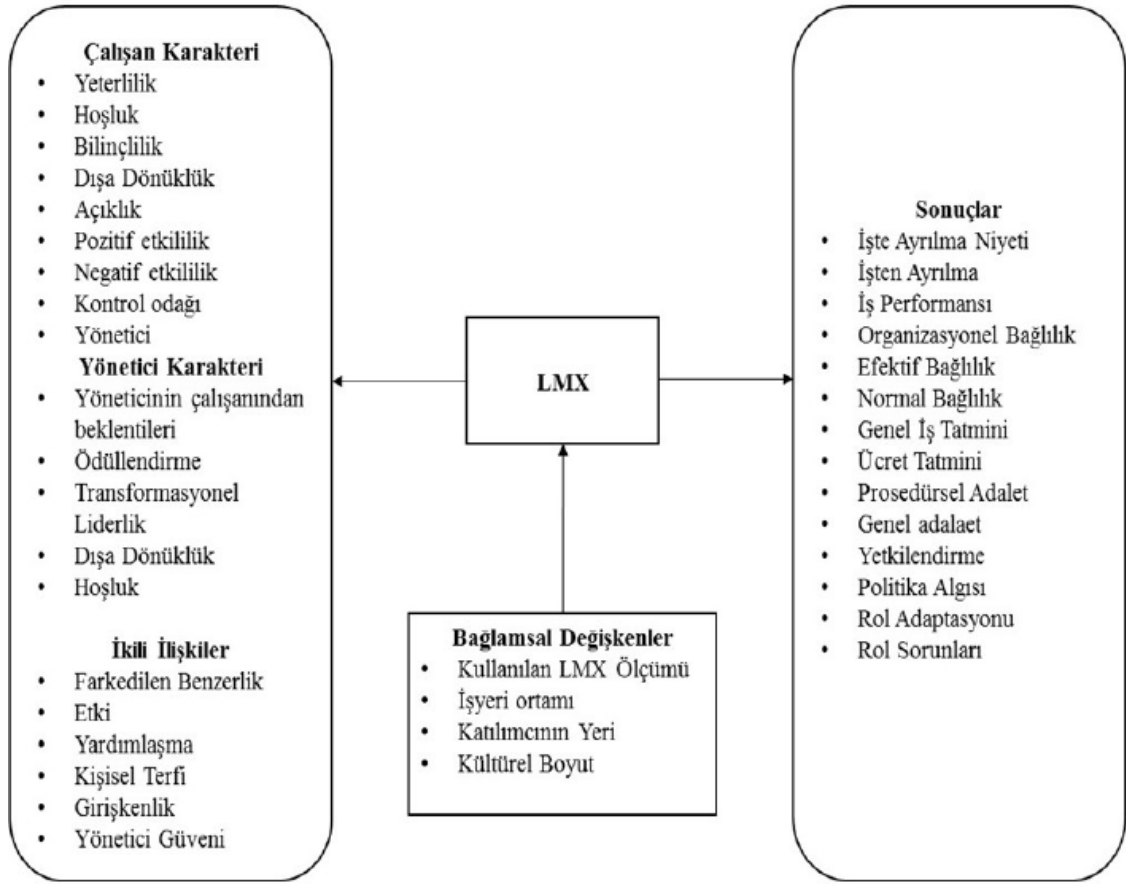 Çalışan Karakteri
• Yeterlilik
• Hoşluk
• Bilinçlilik
• Dışa Dönüklük
• Açıklık
• Pozitif etkililik
• Negatif etkililik
• Kontrol odağı
• Yönetici
Yönetici Karakteri
• Yöneticinin çalışanından
beklentileri
• Ödüllendirme
• Transformasyonel
Liderlik
• Dışa Dönüklük
• Hoşluk
İkili İlişkiler
• Farkedilen Benzerlik
• Etki
• Yardımlaşma
• Kişisel Terfi
• Girişkenlik
• Yönetici Güveni
LMX
Bağlamsal Değişkenler
• Kullanılan LMX Ölçümü
• İşyeri ortamı
• Katılımcının Yeri
• Kültürel Boyut
Sonuçlar
• İşte Ayrılma Niyeti
• İşten Ayrılma
• İş Performansı
• Organizasyonel Bağlılık
• Efektif Bağlılık
• Normal Bağlılık
• Genel İş Tatmini
• Ücret Tatmini
• Prosedürsel Adalet
• Genel adalaet
• Yetkilendirme
• Politika Algısı
• Rol Adaptasyonu
• Rol Sorunları